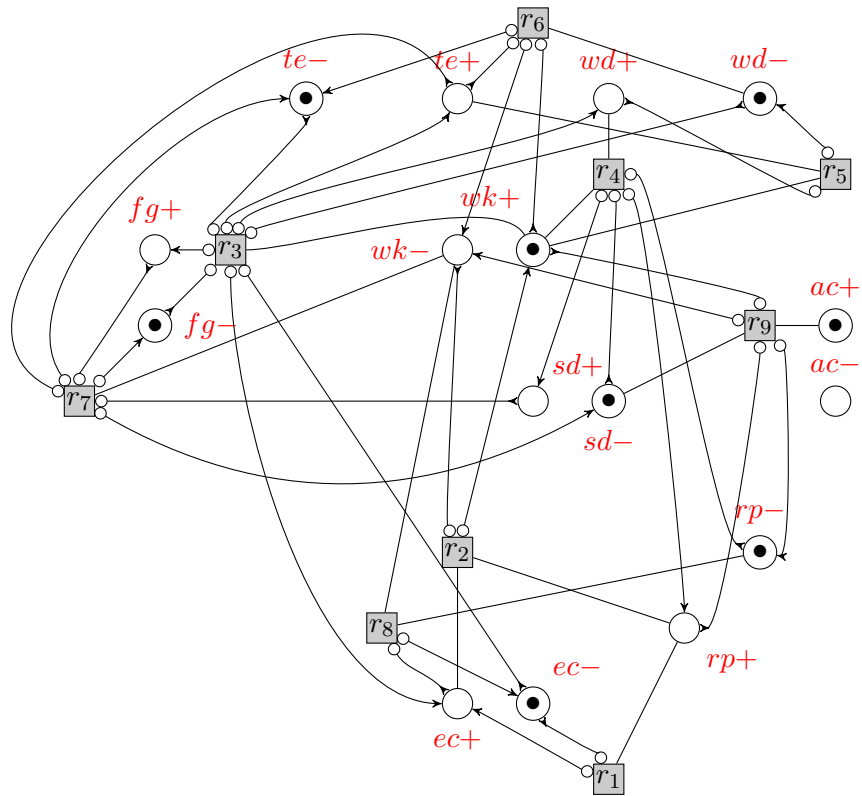 r6
te−
te+
wd+
wd−
r4
r5
wk+
fg+
r3
wk−
ac+
fg−
r9
sd+
ac−
r7
sd−
rp−
r2
r8
rp+
ec−
ec+
r1